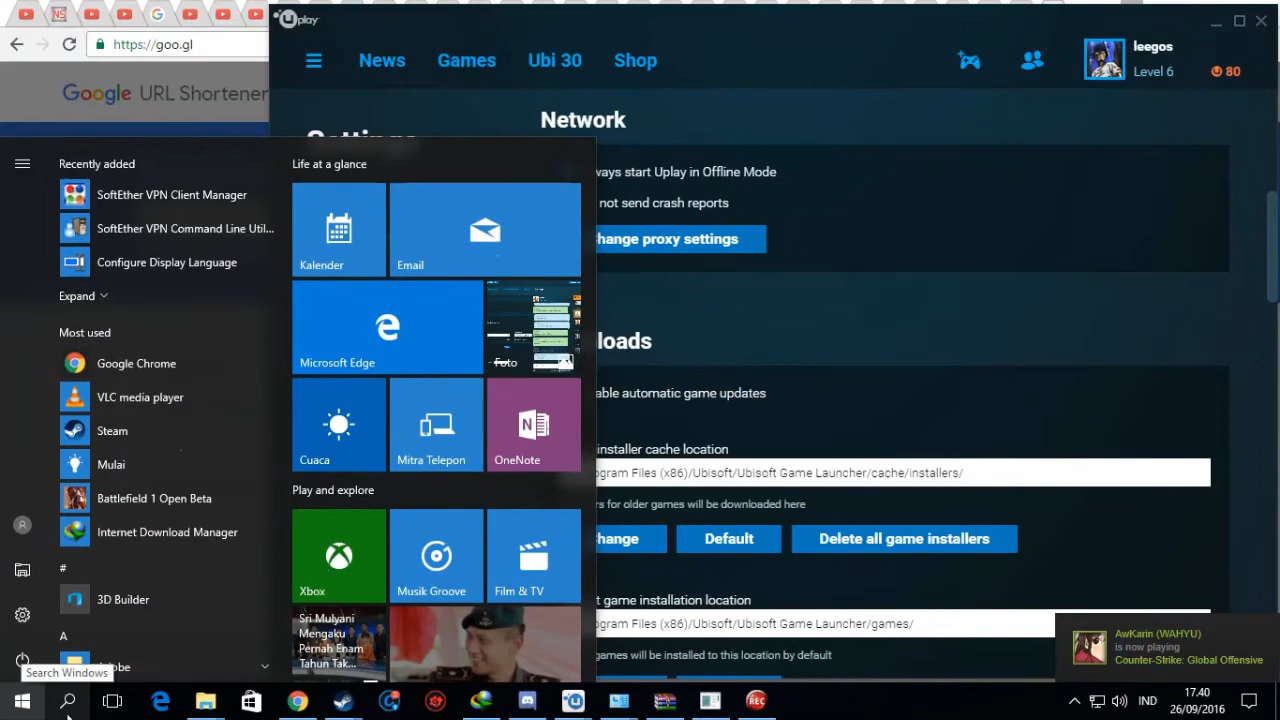 uplay
https://goo.gl
Google URL Shortener
News
Games
Ubi 30
Shop
leegos
Level 6
80
Settings
Network
ways start Uplay in Offline Mode
not send crash reports
hange proxy settings
loads
able automatic game updates
installer cache location
ogram Files (x86)/Ubisoft/Ubisoft Game Launcher/cache/installers/
rs for older games will be downloaded here
hange
Default
Delete all game installers
t game installation location
ogram Files (x86)/Ubisoft/Ubisoft Game Launcher/games/
games will be installed to this location by default
Recently added
SoftEther VPN Client Manager
SoftEther VPN Command Line Util...
Configure Display Language
Expand
Most used
Google Chrome
VLC media player
Steam
Mulai
Battlefield 1 Open Beta
Internet Download Manager
#
3D Builder
A
Adobe
Search Windows
Life at a glance
Kalender
Email
Microsoft Edge
Foto
Cuaca
Mitra Telepon
OneNote
Play and explore
Xbox
Musik Groove
Film & TV
Sri Mulyani
Mengaku
Pernah Enam
Tahun Tak...
AwKarin (WAHYU)
is now playing
Counter-Strike: Global Offensive
REC
IND
17.40
26/09/2016